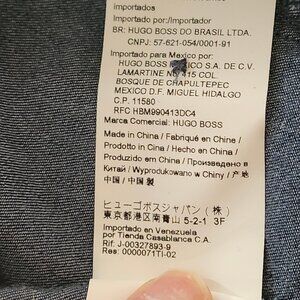 importados
Importado por:/Importador
BR: HUGO BOSS DO BRASIL LTDA.
CNPJ: 57-621-054/0001-91
Importado para Mexico por:
HUGO BOSS MEXICO S.A. DE C.V.
LAMARTINE NO 415 COL.
BOSQUE DE CHAPULTEPEC
MEXICO D.F. MIGUEL HIDALGO
C.P. 11580
RFC HBM990413DC4
Marca Comercial: HUGO BOSS
Made in China / Fabriqué en Chine /
Prodotto in Cina / Hecho en China /
Produzido em China / Произведено в
Китай / Wyprodukowano w Chiny / 产地
中国 / 中国 製
ヒューゴボスジャパン（株）
東京都港区南青山 5-2-1 3F
Importado en Venezuela
por Tienda Casablanca C.A.
Rif. J-00327893-9
Res: 0000071TI-02